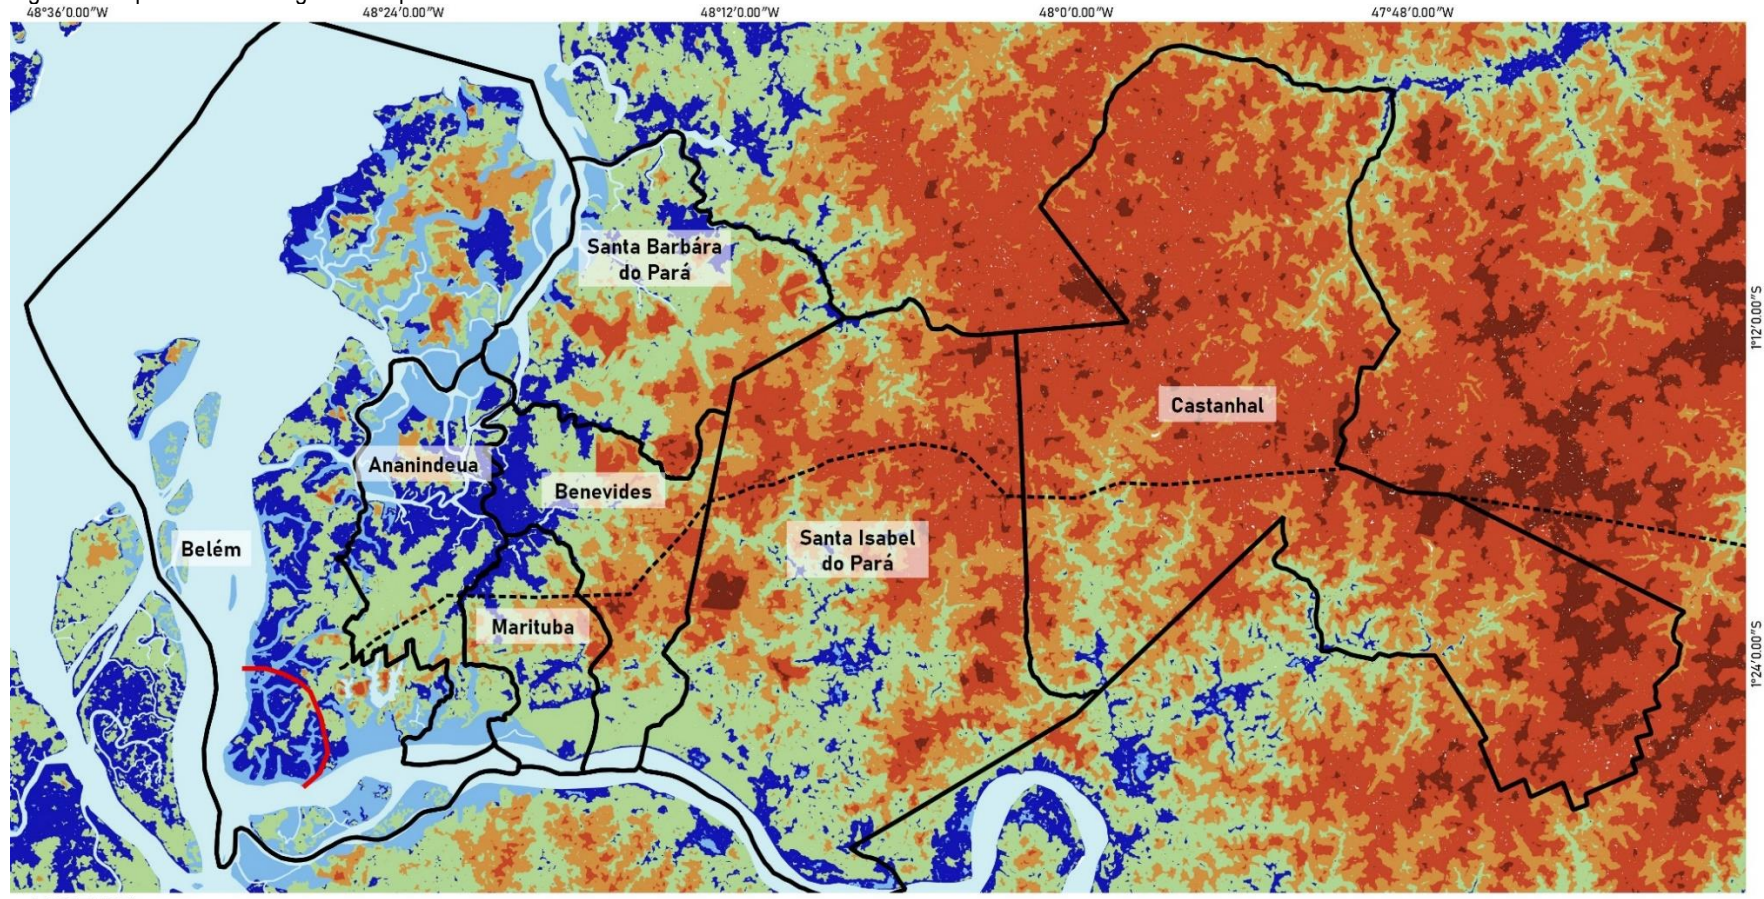 48°36'0.00"W
48°24'0.00"W
48°12'0.00"W
48°0'0.00"W
47°48'0.00"W
Santa Barbára
do Pará
1°12'0.00"S
Castanhal
Ananindeua
Benevides
Belém
Santa Isabel
do Pará
Marituba
1°24'0.00"S